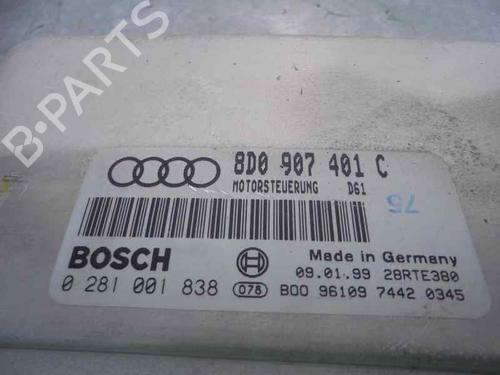 8D0 907 401 C
MOTORSTEUERUNG D61
75
BOSCH
Made in Germany
09.01.99 28RTE380
0 281 001 838
078
B00 96109 7442 0345
B-PARTS